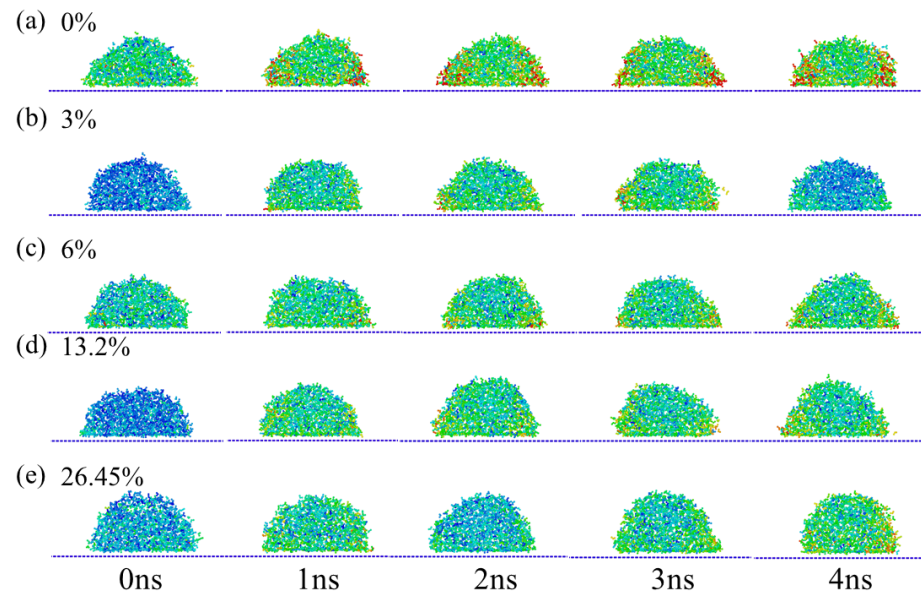 (a) 0%
(b) 3%
(c) 6%
(d) 13.2%
(e) 26.45%
0ns 1ns 2ns 3ns 4ns